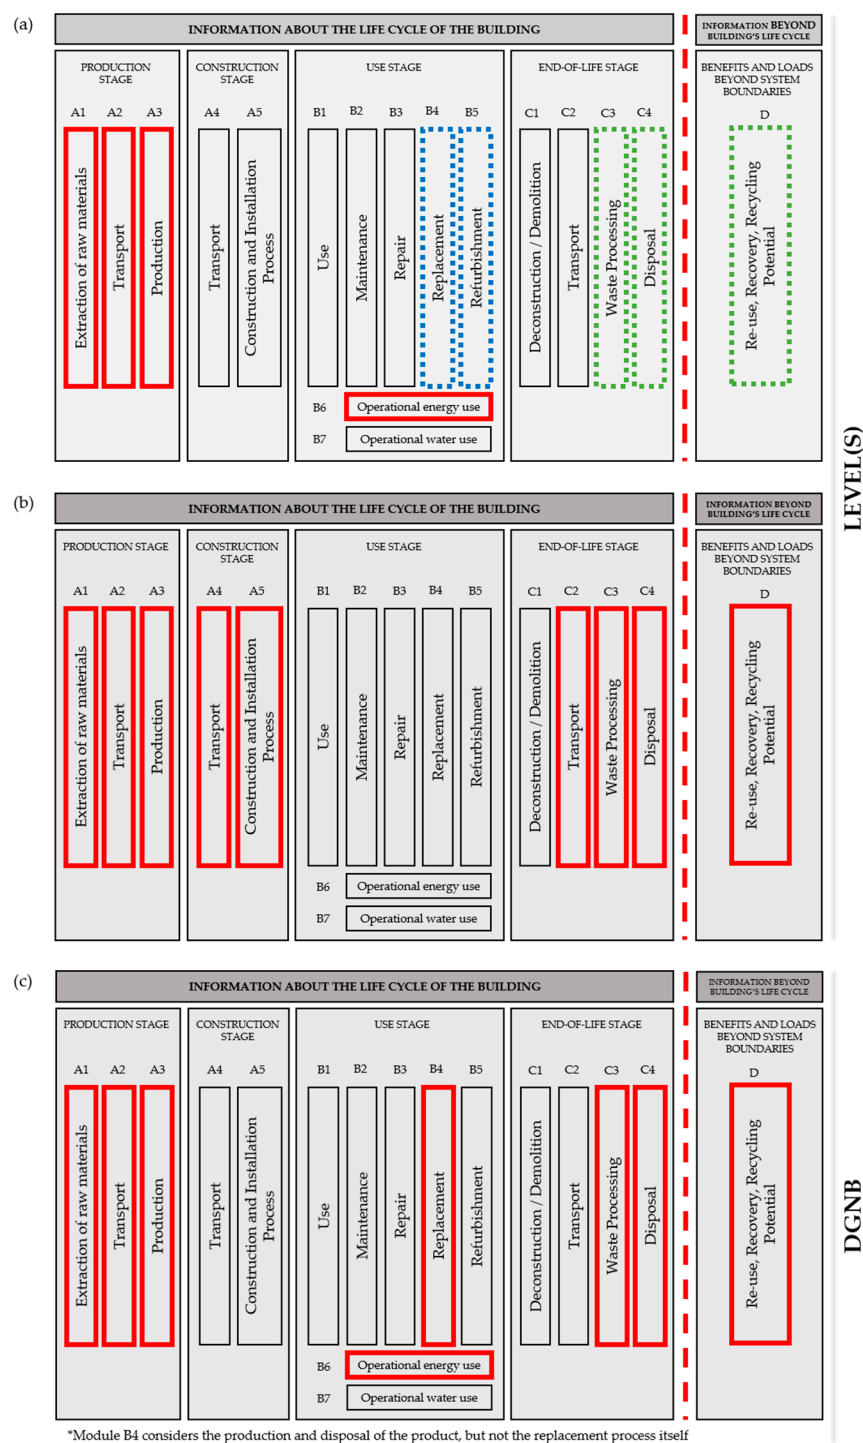 (a)
INFORMATION ABOUT THE LIFE CYCLE OF THE BUILDING
INFORMATION BEYOND
BUILDING'S LIFE CYCLE
PRODUCTION
STAGE
CONSTRUCTION
STAGE
USE STAGE
END-OF-LIFE STAGE
BENEFITS AND LOADS
BEYOND SYSTEM
BOUNDARIES
A1 A2 A3 A4 A5 B1 B2 B3 B4 B5 C1 C2 C3 C4 D
Extraction of raw materials
Transport
Production
Transport
Construction and Installation
Process
Use
Maintenance
Repair
Replacement
Refurbishment
Deconstruction / Demolition
Transport
Waste Processing
Disposal
Re-use, Recovery, Recycling
Potential
B6 Operational energy use
B7 Operational water use
LEVEL(S)
(b)
INFORMATION ABOUT THE LIFE CYCLE OF THE BUILDING
INFORMATION BEYOND
BUILDING'S LIFE CYCLE
PRODUCTION STAGE
CONSTRUCTION
STAGE
USE STAGE
END-OF-LIFE STAGE
BENEFITS AND LOADS
BEYOND SYSTEM
BOUNDARIES
A1 A2 A3 A4 A5 B1 B2 B3 B4 B5 C1 C2 C3 C4 D
Extraction of raw materials
Transport
Production
Transport
Construction and Installation
Process
Use
Maintenance
Repair
Replacement
Refurbishment
Deconstruction / Demolition
Transport
Waste Processing
Disposal
Re-use, Recovery, Recycling
Potential
B6 Operational energy use
B7 Operational water use
(c)
INFORMATION ABOUT THE LIFE CYCLE OF THE BUILDING
INFORMATION BEYOND
BUILDING'S LIFE CYCLE
PRODUCTION STAGE
CONSTRUCTION
STAGE
USE STAGE
END-OF-LIFE STAGE
BENEFITS AND LOADS
BEYOND SYSTEM
BOUNDARIES
A1 A2 A3 A4 A5 B1 B2 B3 B4 B5 C1 C2 C3 C4 D
Extraction of raw materials
Transport
Production
Transport
Construction and Installation
Process
Use
Maintenance
Repair
Replacement
Refurbishment
Deconstruction / Demolition
Transport
Waste Processing
Disposal
Re-use, Recovery, Recycling
Potential
B6 Operational energy use
B7 Operational water use
DGNB
*Module B4 considers the production and disposal of the product, but not the replacement process itself